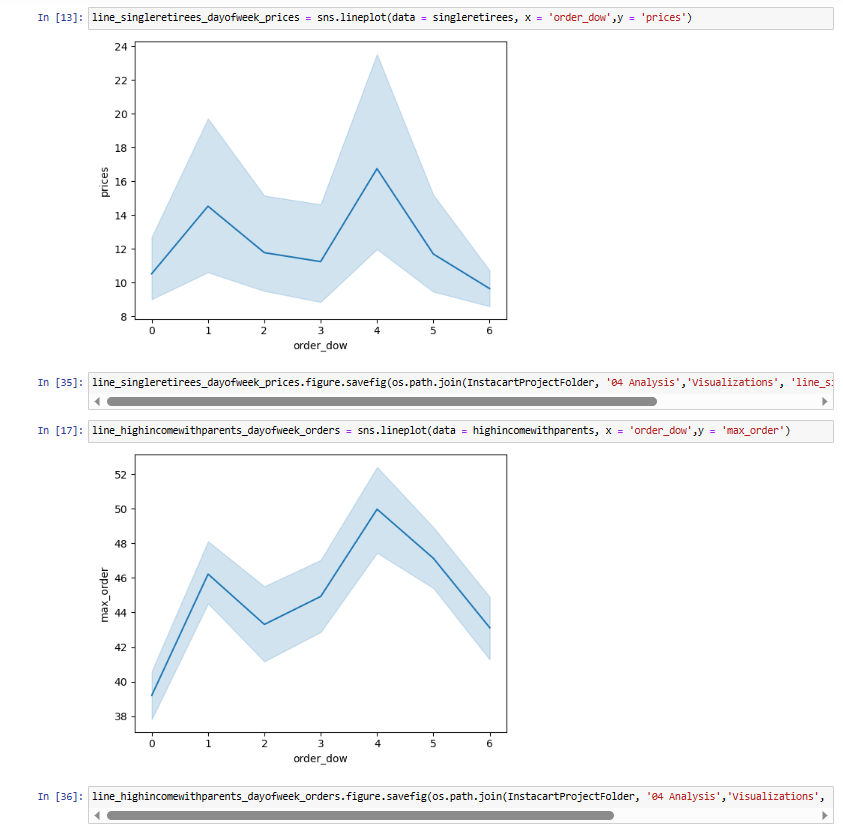 In [13]: line_singleretirees_dayofweek_prices = sns.lineplot(data = singleretirees, x = 'order_dow',y = 'prices')
24
22
20
18
16
14
12
10
8
prices
0 1 2 3 4 5 6
order_dow
In [35]: line_singleretirees_dayofweek_prices.figure.savefig(os.path.join(InstacartProjectFolder, '04 Analysis','Visualizations', 'line_si
In [17]: line_highincomewithparents_dayofweek_orders = sns.lineplot(data = highincomewithparents, x = 'order_dow',y = 'max_order')
52
50
48
46
44
42
40
38
max_order
0 1 2 3 4 5 6
order_dow
In [36]: line_highincomewithparents_dayofweek_orders.figure.savefig(os.path.join(InstacartProjectFolder, '04 Analysis','Visualizations',